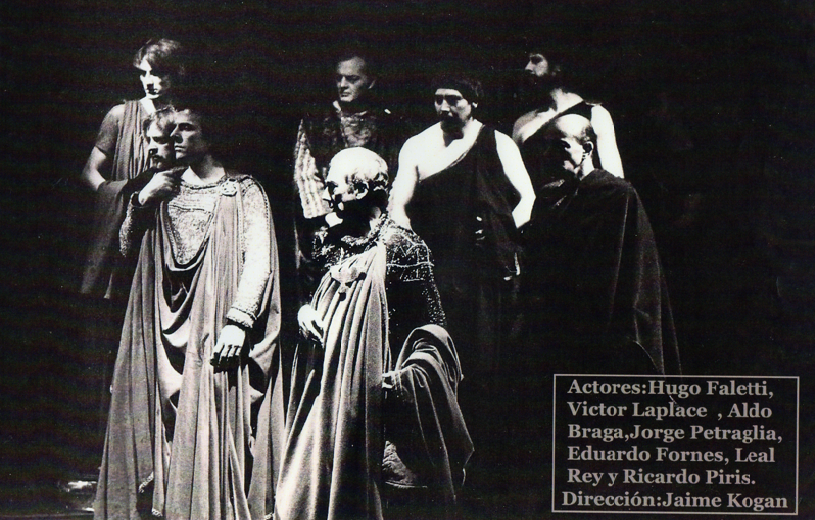 Actores:Hugo Faletti,
Victor Laplace , Aldo
Braga,Jorge Petraglia,
Eduardo Fornes, Leal
Rey y Ricardo Piris.
Dirección:Jaime Kogan